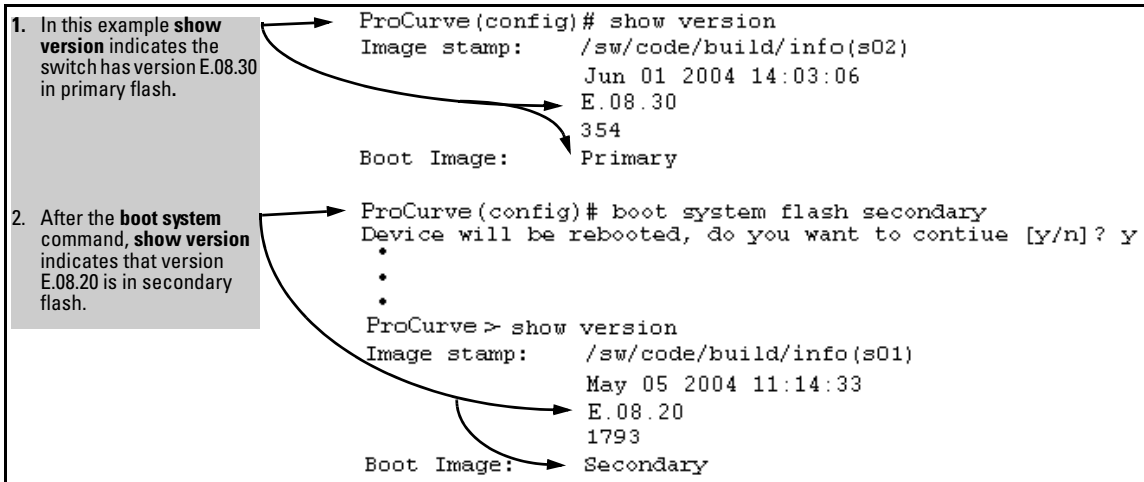 1. In this example show
version indicates the
switch has version E.08.30
in primary flash.
ProCurve(config)# show version
Image stamp: /sw/code/build/info(s02)
Jun 01 2004 14:03:06
E.08.30
354
Boot Image: Primary
2. After the boot system
command, show version
indicates that version
E.08.20 is in secondary
flash.
ProCurve(config)# boot system flash secondary
Device will be rebooted, do you want to contiue [y/n]? y
ProCurve> show version
Image stamp: /sw/code/build/info(s01)
May 05 2004 11:14:33
E.08.20
1793
Boot Image: Secondary